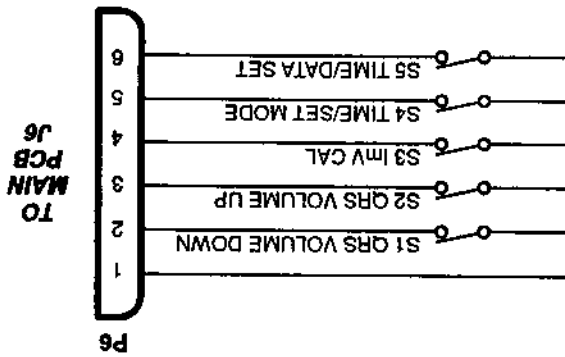 P6
1
S1 QRS VOLUME DOWN
2
S2 QRS VOLUME UP
3
S3 ImV CAL
4
S4 TIME/SET MODE
5
S5 TIME/DATA SET
6
TO
MAIN
PCB
J6